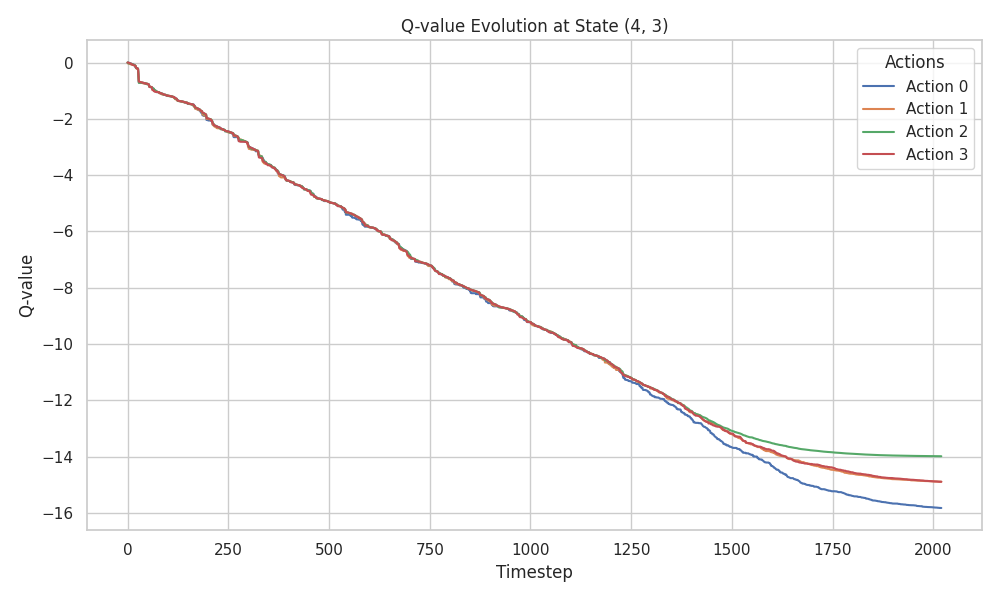 Q-value Evolution at State (4, 3)
Actions
Action 0
Action 1
Action 2
Action 3
Q-value
0
−2
−4
−6
−8
−10
−12
−14
−16
0 250 500 750 1000 1250 1500 1750 2000
Timestep